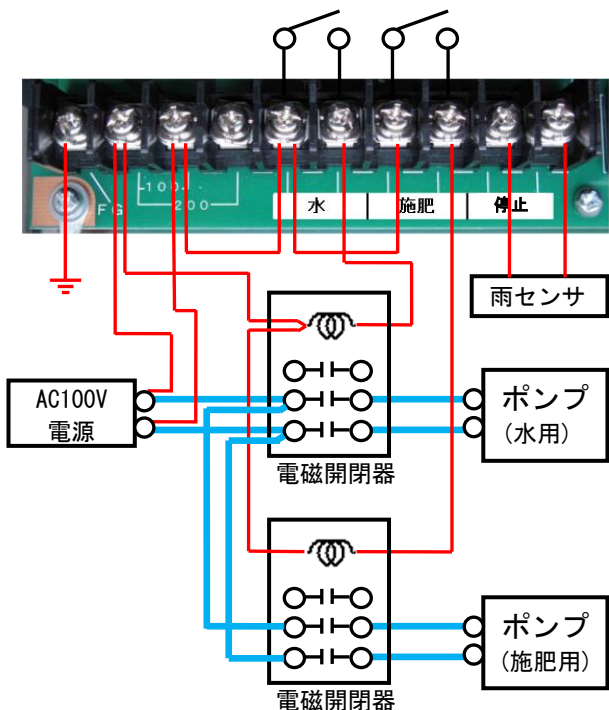 FG
100
200
水
施肥
停止
雨センサ
AC100V
電源
ポンプ
(水用)
電磁開閉器
ポンプ
(施肥用)
電磁開閉器